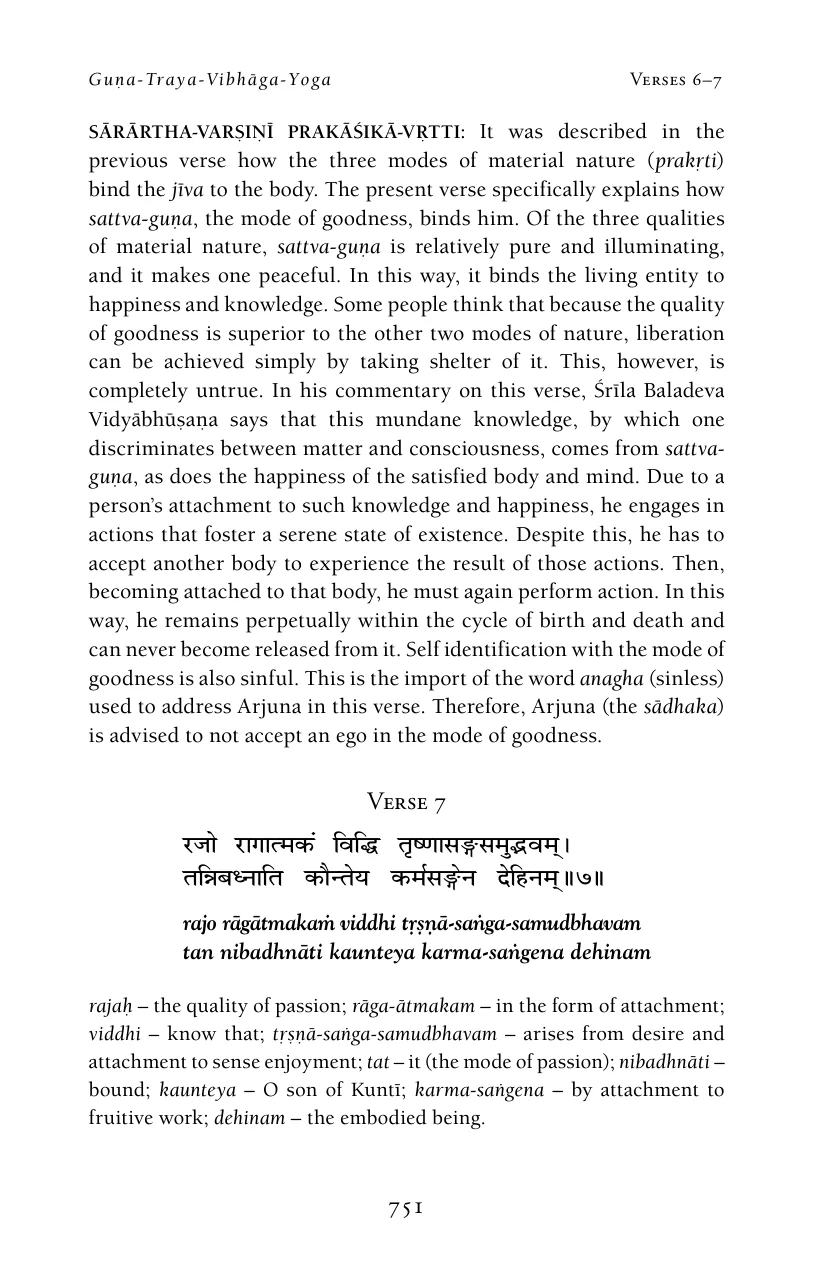 Guṇa-Traya-Vibhāga-Yoga Verses 6–7
SĀRĀRTHA-VARṢIṆĪ PRAKĀŚIKĀ-VṚTTI: It was described in the
previous verse how the three modes of material nature (prakṛti)
bind the jīva to the body. The present verse specifically explains how
sattva-guṇa, the mode of goodness, binds him. Of the three qualities
of material nature, sattva-guṇa is relatively pure and illuminating,
and it makes one peaceful. In this way, it binds the living entity to
happiness and knowledge. Some people think that because the quality
of goodness is superior to the other two modes of nature, liberation
can be achieved simply by taking shelter of it. This, however, is
completely untrue. In his commentary on this verse, Śrīla Baladeva
Vidyābhūṣaṇa says that this mundane knowledge, by which one
discriminates between matter and consciousness, comes from sattva-
guṇa, as does the happiness of the satisfied body and mind. Due to a
person’s attachment to such knowledge and happiness, he engages in
actions that foster a serene state of existence. Despite this, he has to
accept another body to experience the result of those actions. Then,
becoming attached to that body, he must again perform action. In this
way, he remains perpetually within the cycle of birth and death and
can never become released from it. Self identification with the mode of
goodness is also sinful. This is the import of the word anagha (sinless)
used to address Arjuna in this verse. Therefore, Arjuna (the sādhaka)
is advised to not accept an ego in the mode of goodness.
Verse 7
रजो रागात्मकं विद्धि तृष्णासङ्गसमुद्भवम्।
तन्निबध्नाति कौन्तेय कर्मसङ्गेन देहिनम्॥७॥
rajo rāgātmakaṁ viddhi tṛṣṇā-saṅga-samudbhavam
tan nibadhnāti kaunteya karma-saṅgena dehinam
rajaḥ – the quality of passion; rāga-ātmakam – in the form of attachment;
viddhi – know that; tṛṣṇā-saṅga-samudbhavam – arises from desire and
attachment to sense enjoyment; tat – it (the mode of passion); nibadhnāti –
bound; kaunteya – O son of Kuntī; karma-saṅgena – by attachment to
fruitive work; dehinam – the embodied being.
751